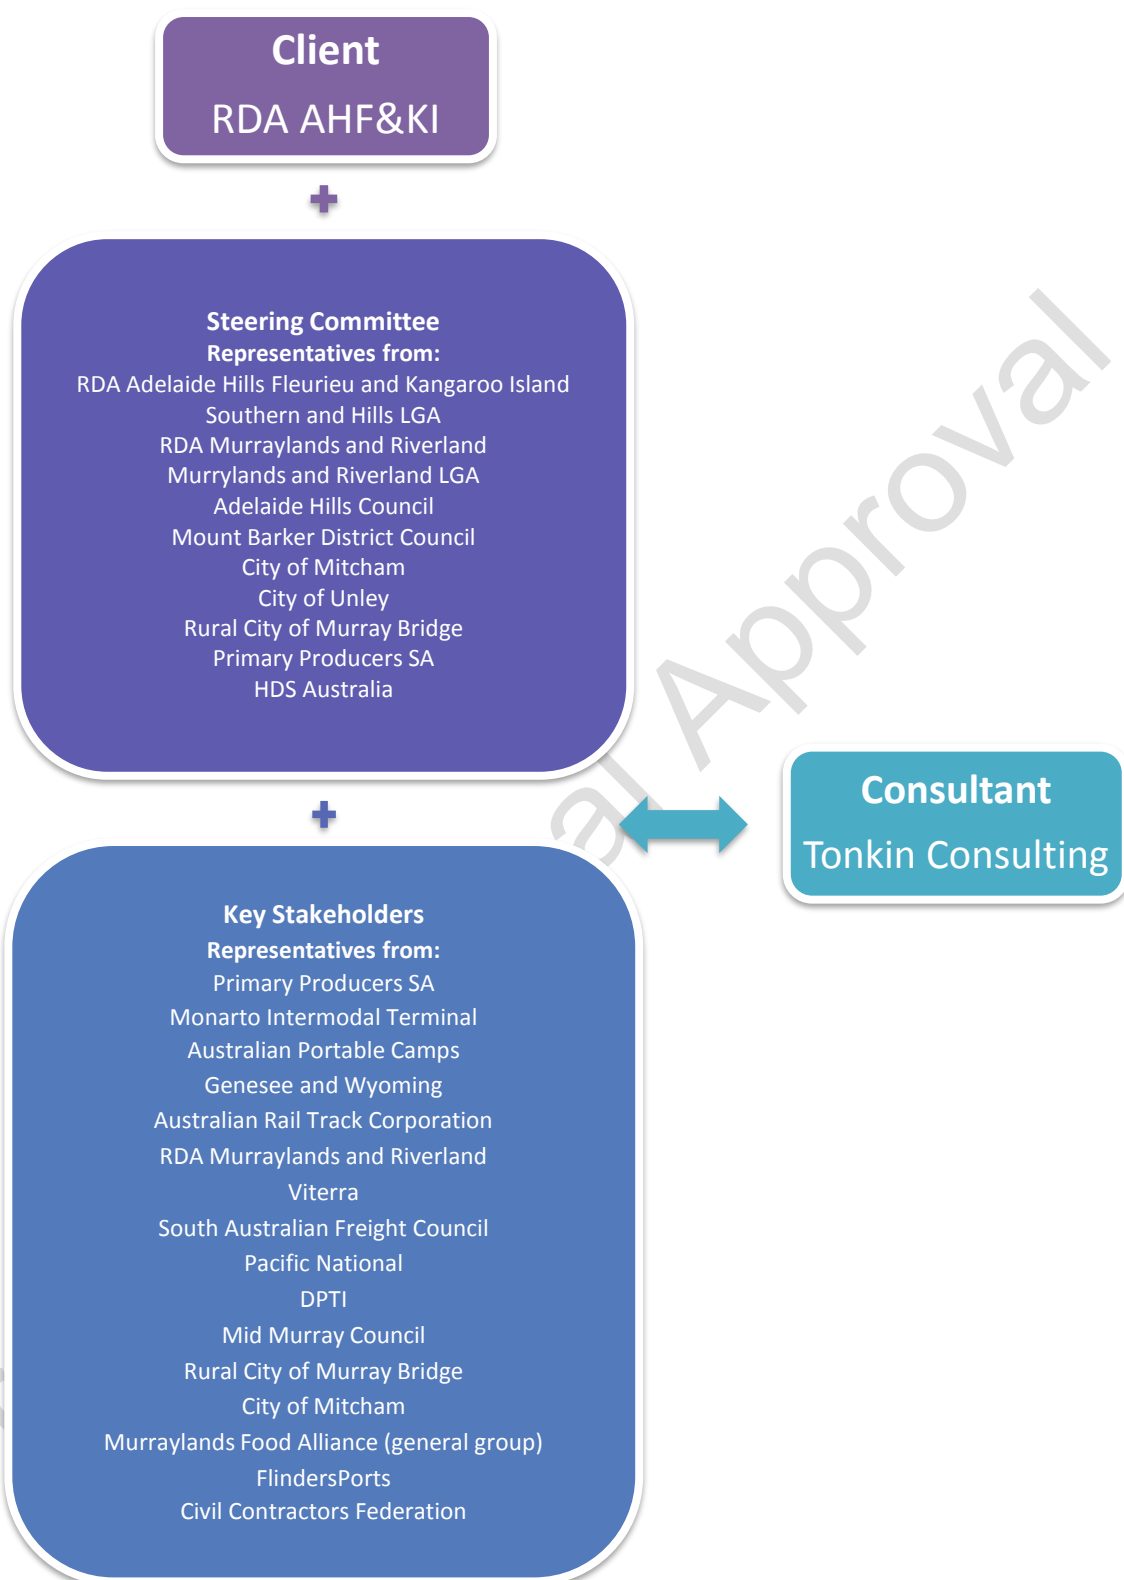 Client
RDA AHF&KI
Steering Committee
Representatives from:
RDA Adelaide Hills Fleurieu and Kangaroo Island
Southern and Hills LGA
RDA Murraylands and Riverland
Murrylands and Riverland LGA
Adelaide Hills Council
Mount Barker District Council
City of Mitcham
City of Unley
Rural City of Murray Bridge
Primary Producers SA
HDS Australia
Consultant
Tonkin Consulting
Key Stakeholders
Representatives from:
Primary Producers SA
Monarto Intermodal Terminal
Australian Portable Camps
Genesee and Wyoming
Australian Rail Track Corporation
RDA Murraylands and Riverland
Viterra
South Australian Freight Council
Pacific National
DPTI
Mid Murray Council
Rural City of Murray Bridge
City of Mitcham
Murraylands Food Alliance (general group)
FlindersPorts
Civil Contractors Federation
Approval